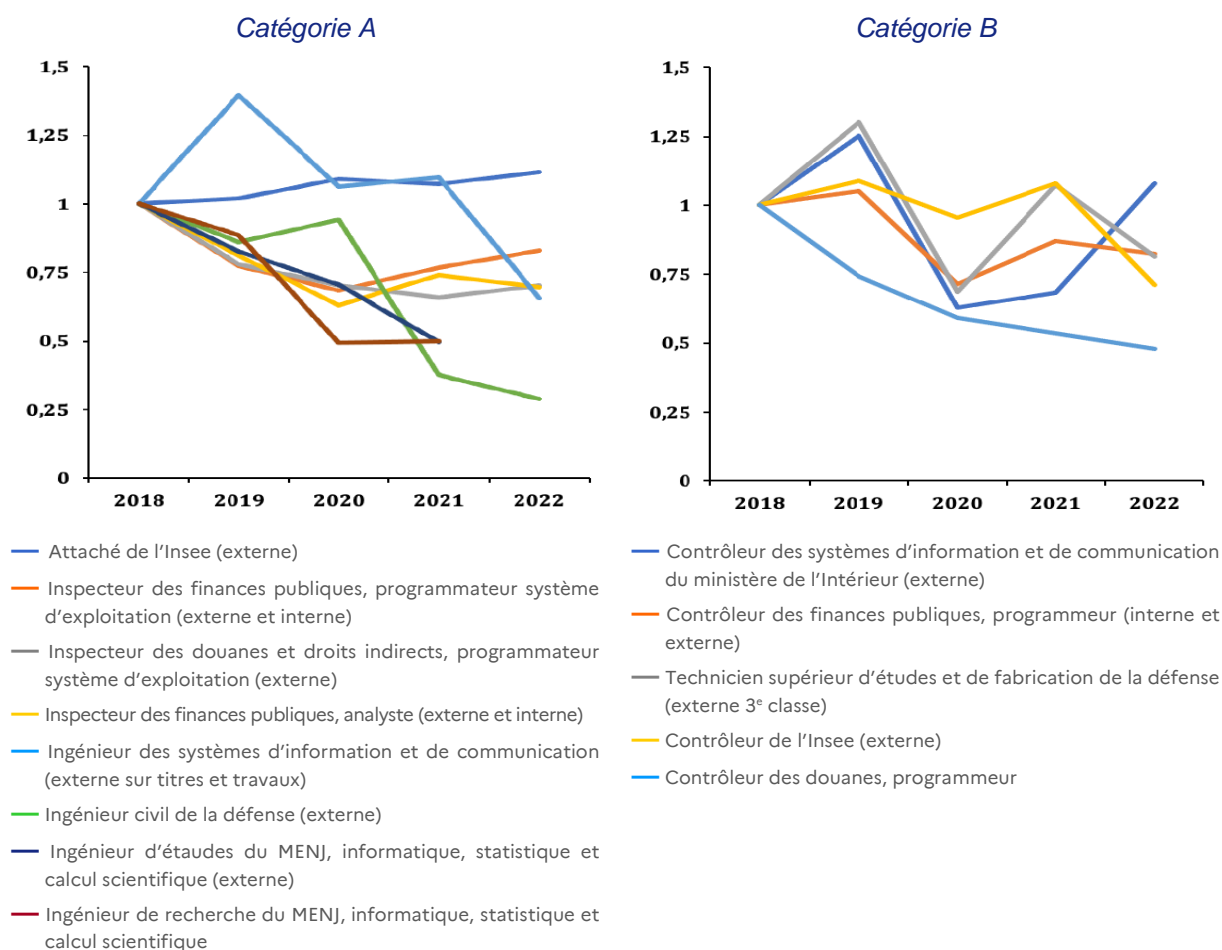 Catégorie A
1,5
1,25
1
0,75
0,5
0,25
0
2018 2019 2020 2021 2022
Attaché de l'Insee (externe)
Inspecteur des finances publiques, programmateur système
d'exploitation (externe et interne)
Inspecteur des douanes et droits indirects, programmateur
système d'exploitation (externe)
Inspecteur des finances publiques, analyste (externe et interne)
Ingénieur des systèmes d'information et de communication
(externe sur titres et travaux)
Ingénieur civil de la défense (externe)
Ingénieur d'étaudes du MENJ, informatique, statistique et
calcul scientifique (externe)
Ingénieur de recherche du MENJ, informatique, statistique et
calcul scientifique
Catégorie B
1,5
1,25
1
0,75
0,5
0,25
0
2018 2019 2020 2021 2022
Contrôleur des systèmes d'information et de communication
du ministère de l'Intérieur (externe)
Contrôleur des finances publiques, programmeur (interne et
externe)
Technicien supérieur d'études et de fabrication de la défense
(externe 3e classe)
Contrôleur de l'Insee (externe)
Contrôleur des douanes, programmeur